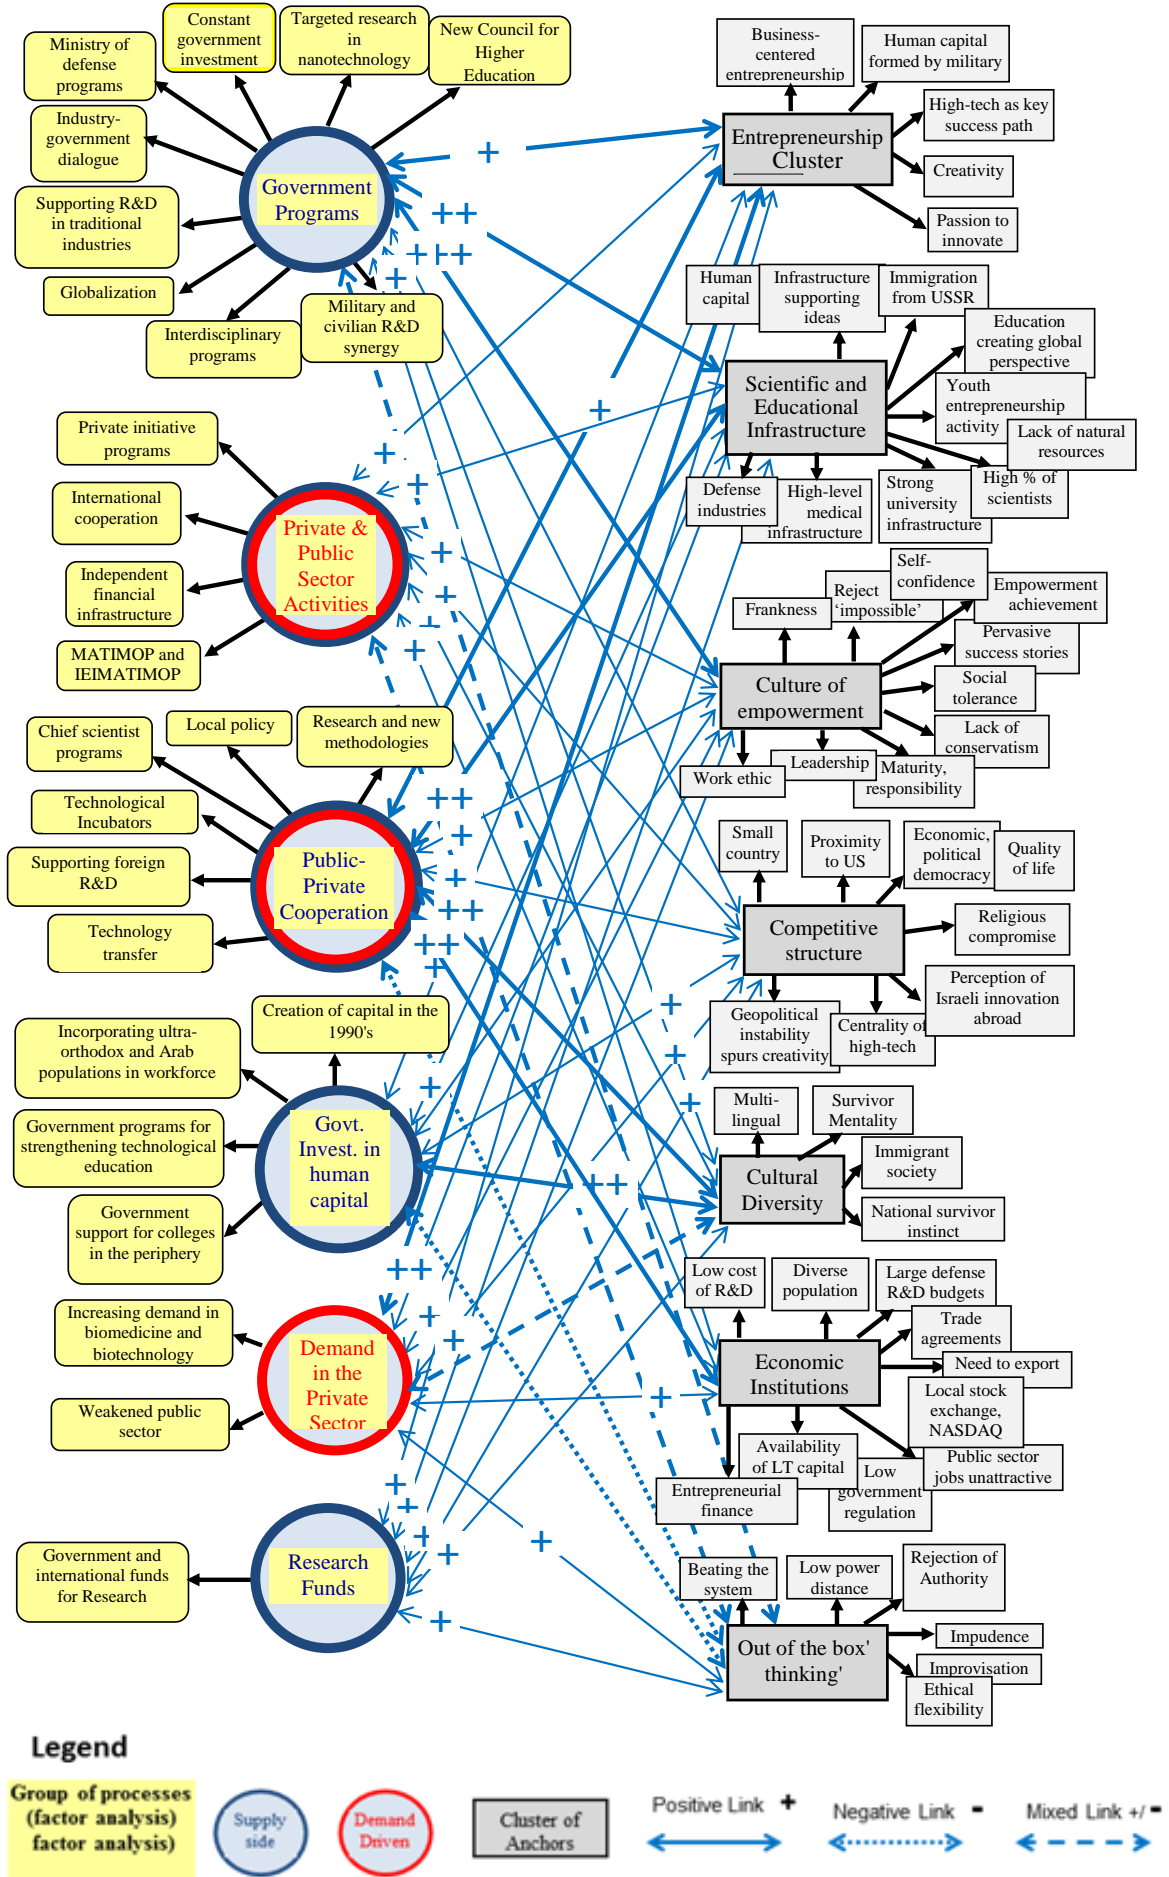 Constant
government
investment
Targeted research
in
nanotechnology
New Council for
Higher
Education
Ministry of
defense
programs
Industry-
government
dialogue
Supporting R&D
in traditional
industries
Globalization
Interdisciplinary
programs
Military and
civilian R&D
synergy
Government
Programs
Private initiative
programs
International
cooperation
Independent
financial
infrastructure
MATIMOP and
IEIMATIMOP
Private &
Public
Sector
Activities
Chief scientist
programs
Local policy
Research and new
methodologies
Technological
Incubators
Supporting foreign
R&D
Technology
transfer
Public-
Private
Cooperation
Creation of capital in the
1990's
Incorporating ultra-
orthodox and Arab
populations in workforce
Government programs for
strengthening technological
education
Government
support for colleges
in the periphery
Govt.
Invest. in
human
capital
Increasing demand in
biomedicine and
biotechnology
Weakened public
sector
Demand
in the
Private
Sector
Government and
international funds
for Research
Research
Funds
+
++
+++
+
+
+
+
+
+
+
++
+
++
++
+
+
+
+
+
++
++
+
+
+
+
+
+
+
+
+
Business-
centered
entrepreneurship
Human capital
formed by military
High-tech as key
success path
Creativity
Passion to
innovate
Entrepreneurship
Cluster
Human
capital
Infrastructure
supporting
ideas
Immigration
from USSR
Education
creating global
perspective
Youth
entrepreneurship
activity
Lack of natural
resources
High % of
scientists
Strong
university
infrastructure
High-level
medical
infrastructure
Defense
industries
Scientific and
Educational
Infrastructure
Frankness
Reject
‘impossible’
Self-
confidence
Empowerment
achievement
Pervasive
success stories
Social
tolerance
Lack of
conservatism
Maturity,
responsibility
Leadership
Work ethic
Culture of
empowerment
Small
country
Proximity
to US
Economic,
political
democracy
Quality
of life
Religious
compromise
Perception of
Israeli innovation
abroad
Centrality of
high-tech
Geopolitical
instability
spurs creativity
Competitive
structure
Multi-
lingual
Survivor
Mentality
Immigrant
society
National survivor
instinct
Cultural
Diversity
Low cost
of R&D
Diverse
population
Large defense
R&D budgets
Trade
agreements
Need to export
Local stock
exchange,
NASDAQ
Public sector
jobs unattractive
Low
government
regulation
Availability
of LT capital
Entrepreneurial
finance
Economic
Institutions
Beating the
system
Low power
distance
Rejection of
Authority
Impudence
Improvisation
Ethical
flexibility
Out of the box'
thinking'
Legend
Group of processes
(factor analysis)
factor analysis)
Supply
side
Demand
Driven
Cluster of
Anchors
Positive Link +
Negative Link -
Mixed Link +/-